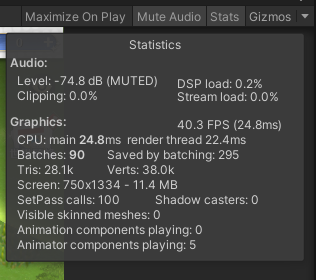 Maximize On Play Mute Audio Stats Gizmos
Statistics
Audio:
Level: -74.8 dB (MUTED) DSP load: 0.2%
Clipping: 0.0% Stream load: 0.0%
Graphics: 40.3 FPS (24.8ms)
CPU: main 24.8ms render thread 22.4ms
Batches: 90 Saved by batching: 295
Tris: 28.1k Verts: 38.0k
Screen: 750x1334 - 11.4 MB
SetPass calls: 100 Shadow casters: 0
Visible skinned meshes: 0
Animation components playing: 0
Animator components playing: 5